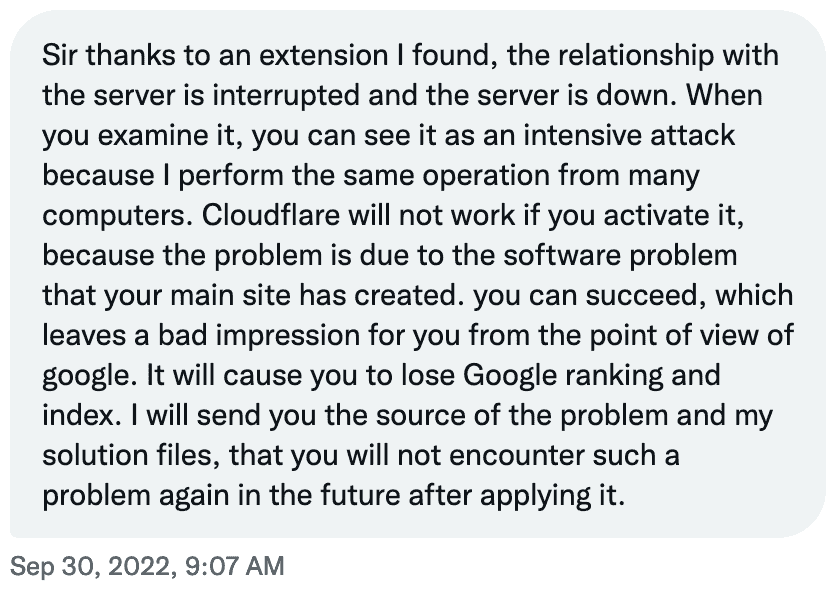 Sir thanks to an extension I found, the relationship with
the server is interrupted and the server is down. When
you examine it, you can see it as an intensive attack
because I perform the same operation from many
computers. Cloudflare will not work if you activate it,
because the problem is due to the software problem
that your main site has created. you can succeed, which
leaves a bad impression for you from the point of view of
google. It will cause you to lose Google ranking and
index. I will send you the source of the problem and my
solution files, that you will not encounter such a
problem again in the future after applying it.
Sep 30, 2022, 9:07 AM